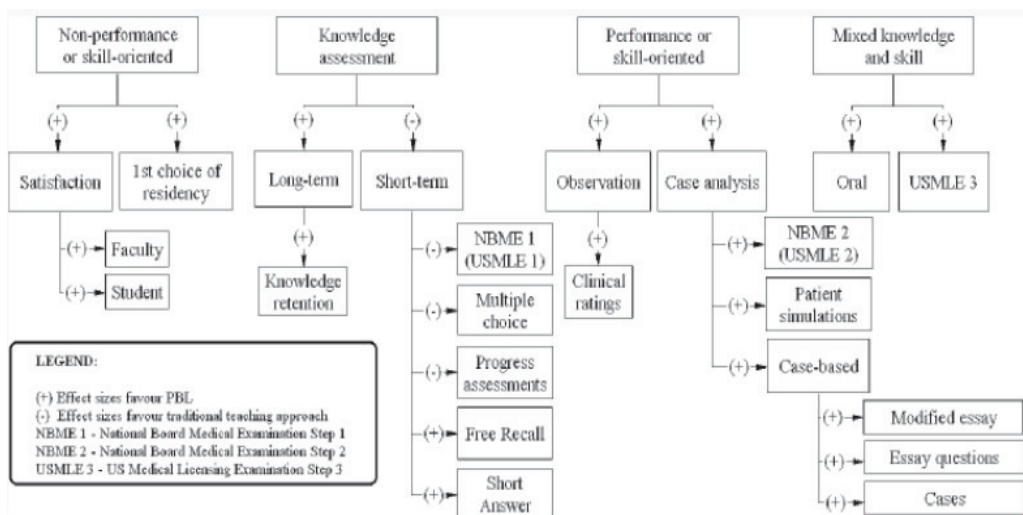 Non-performance
or skill-oriented
Knowledge
assessment
Performance or
skill-oriented
Mixed knowledge
and skill
(+)
(+)
(+)
(-)
(+)
(+)
(+)
(+)
Satisfaction
1st choice of
residency
Long-term
Short-term
Observation
Case analysis
Oral
USMLE 3
(+)
Faculty
(+)
Student
(+)
Knowledge
retention
(-)
NBME 1
(USMLE 1)
(-)
Multiple
choice
(-)
Progress
assessments
(+)
Free Recall
(+)
Short
Answer
(+)
Clinical
ratings
(+)
NBME 2
(USMLE 2)
(+)
Patient
simulations
(+)
Case-based
(+)
Modified essay
(+)
Essay questions
(+)
Cases
LEGEND:
(+) Effect sizes favour PBL
(-) Effect sizes favour traditional teaching approach
NBME 1 - National Board Medical Examination Step 1
NBME 2 - National Board Medical Examination Step 2
USMLE 3 - US Medical Licensing Examination Step 3